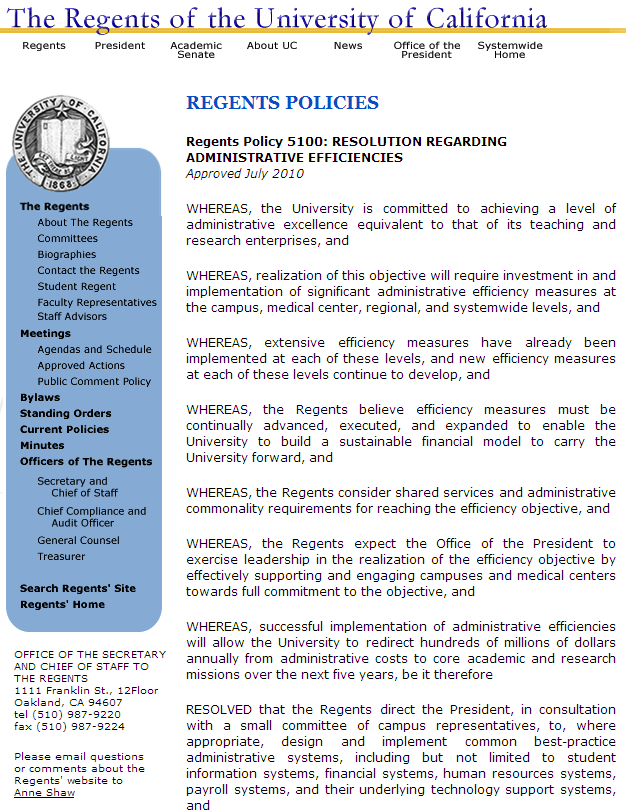 The Regents of the University of California
Regents President Academic Senate About UC News Office of the President Systemwide Home
THE UNIVERSITY OF CALIFORNIA
LET THERE BE LIGHT
1868
The Regents
About The Regents
Committees
Biographies
Contact the Regents
Student Regent
Faculty Representatives
Staff Advisors
Meetings
Agendas and Schedule
Approved Actions
Public Comment Policy
Bylaws
Standing Orders
Current Policies
Minutes
Officers of The Regents
Secretary and
Chief of Staff
Chief Compliance and
Audit Officer
General Counsel
Treasurer
Search Regents' Site
Regents' Home
OFFICE OF THE SECRETARY
AND CHIEF OF STAFF TO
THE REGENTS
1111 Franklin St., 12Floor
Oakland, CA 94607
tel (510) 987-9220
fax (510) 987-9224
Please email questions
or comments about the
Regents' website to
Anne Shaw
REGENTS POLICIES
Regents Policy 5100: RESOLUTION REGARDING
ADMINISTRATIVE EFFICIENCIES
Approved July 2010
WHEREAS, the University is committed to achieving a level of
administrative excellence equivalent to that of its teaching and
research enterprises, and
WHEREAS, realization of this objective will require investment in and
implementation of significant administrative efficiency measures at
the campus, medical center, regional, and systemwide levels, and
WHEREAS, extensive efficiency measures have already been
implemented at each of these levels, and new efficiency measures
at each of these levels continue to develop, and
WHEREAS, the Regents believe efficiency measures must be
continually advanced, executed, and expanded to enable the
University to build a sustainable financial model to carry the
University forward, and
WHEREAS, the Regents consider shared services and administrative
commonality requirements for reaching the efficiency objective, and
WHEREAS, the Regents expect the Office of the President to
exercise leadership in the realization of the efficiency objective by
effectively supporting and engaging campuses and medical centers
towards full commitment to the objective, and
WHEREAS, successful implementation of administrative efficiencies
will allow the University to redirect hundreds of millions of dollars
annually from administrative costs to core academic and research
missions over the next five years, be it therefore
RESOLVED that the Regents direct the President, in consultation
with a small committee of campus representatives, to, where
appropriate, design and implement common best-practice
administrative systems, including but not limited to student
information systems, financial systems, human resources systems,
payroll systems, and their underlying technology support systems,
and